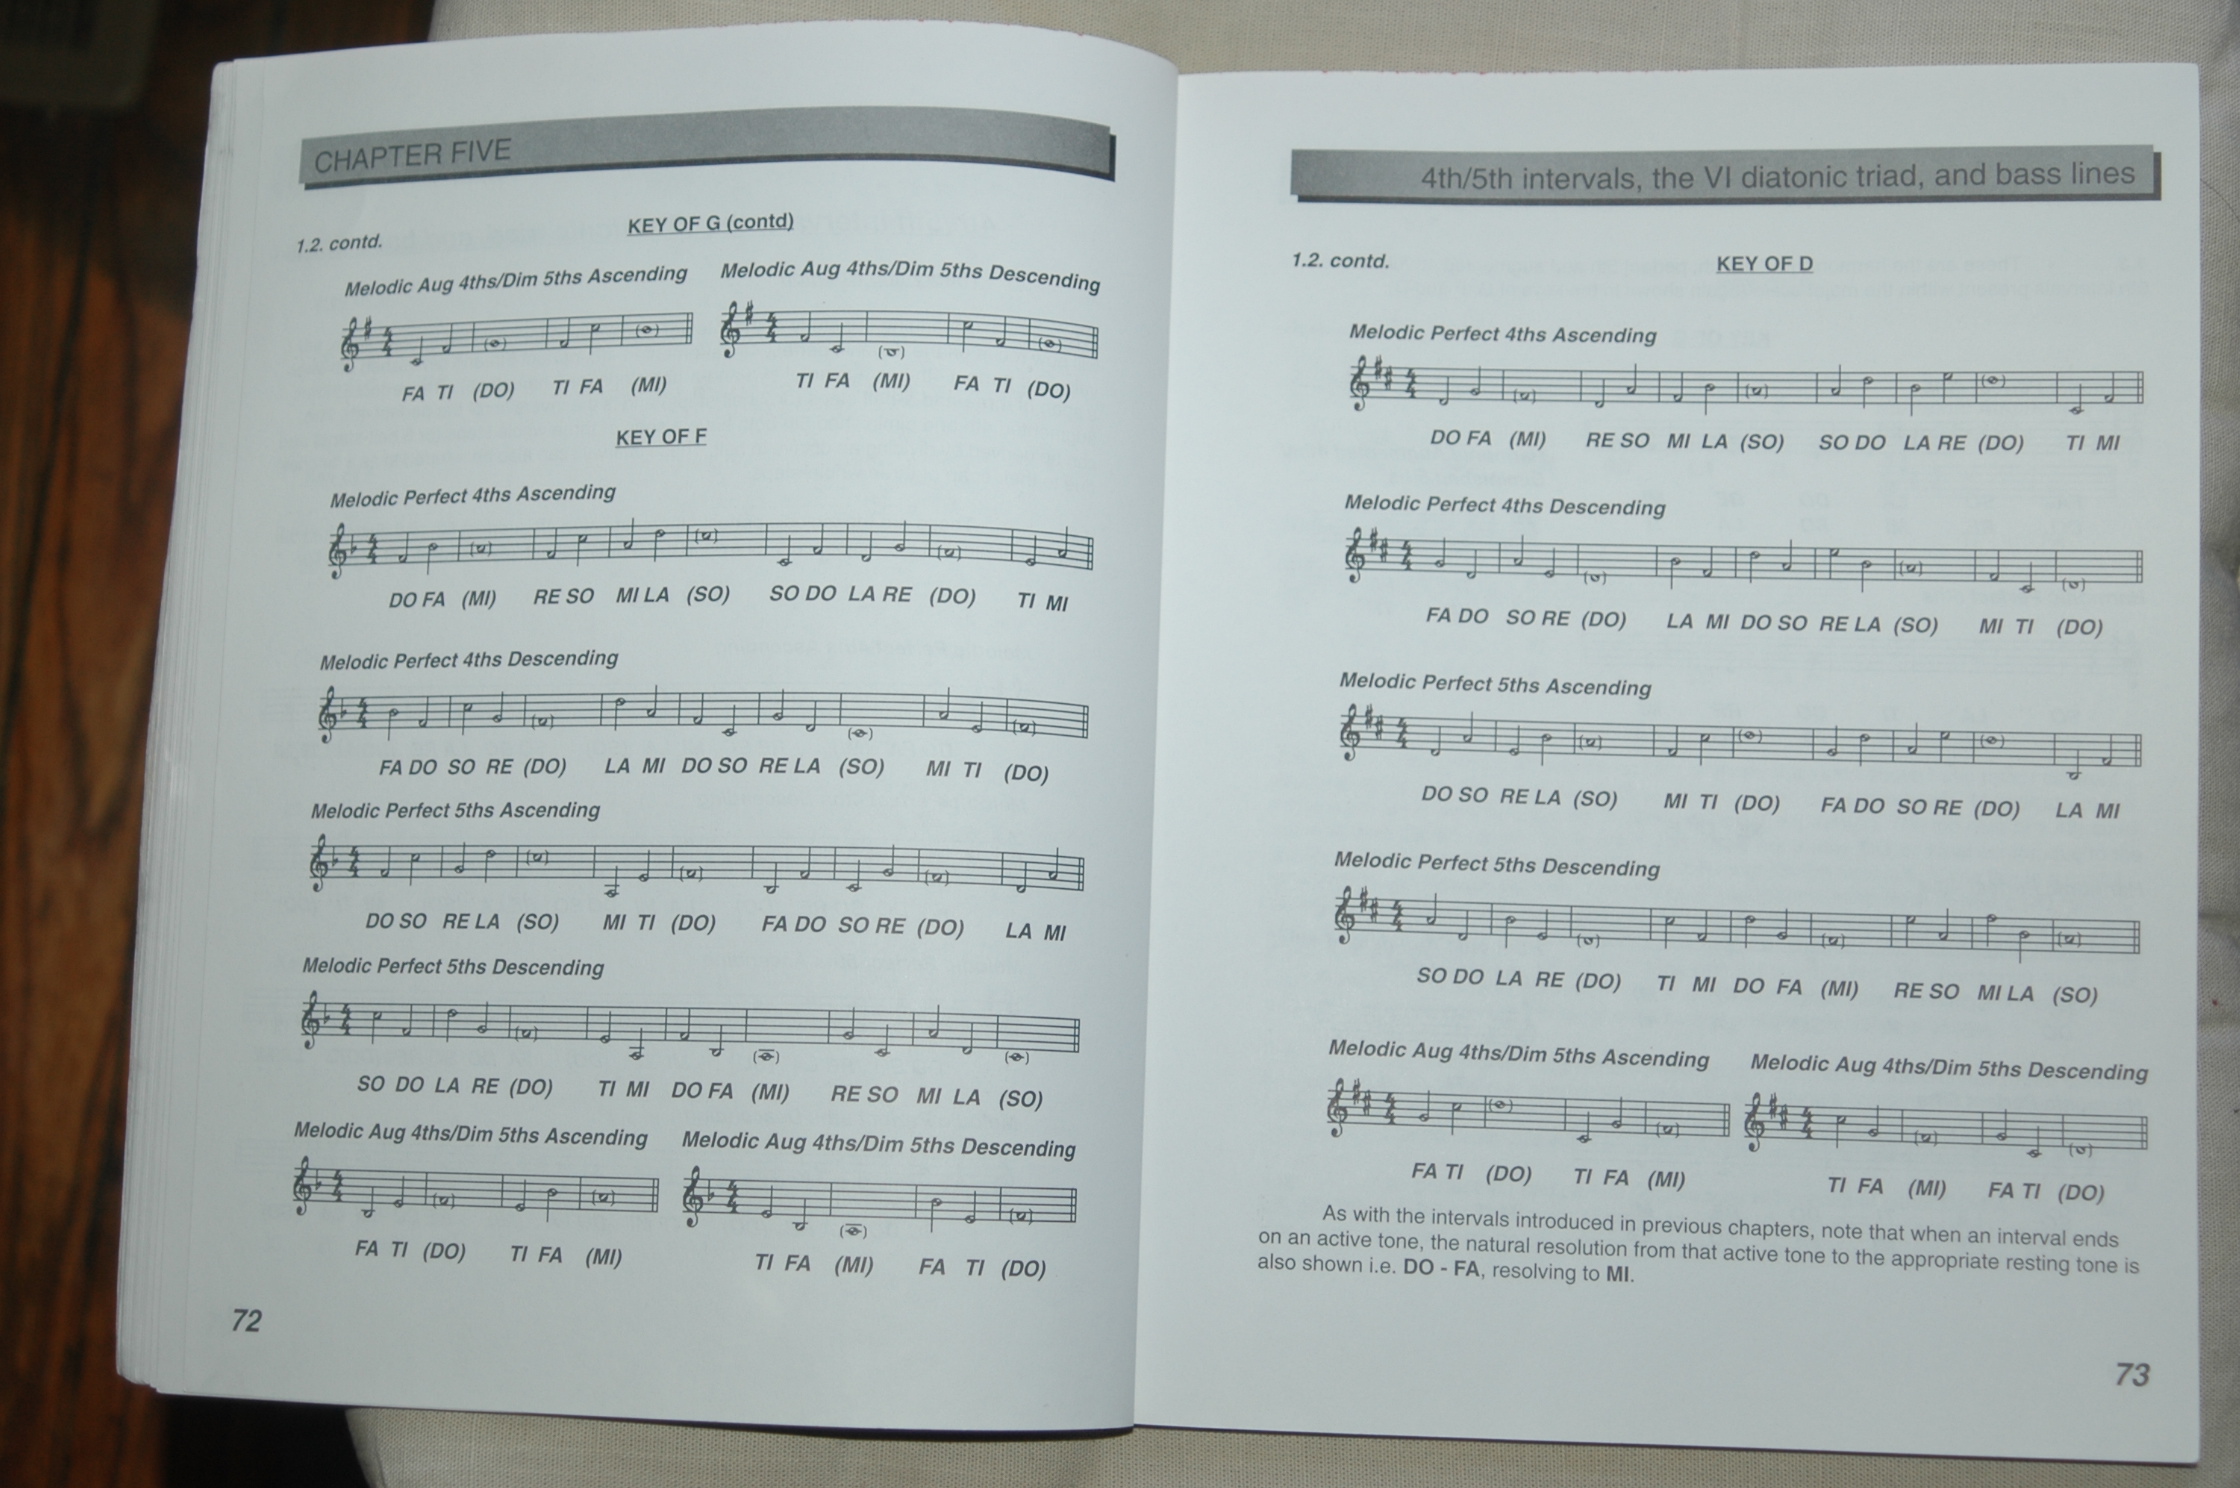 CHAPTER FIVE
1.2. contd.
KEY OF G (contd)
Melodic Aug 4ths/Dim 5ths Ascending
Melodic Aug 4ths/Dim 5ths Descending
FA TI (DO) TI FA (MI)
TI FA (MI) FA TI (DO)
KEY OF F
Melodic Perfect 4ths Ascending
DO FA (MI) RE SO MI LA (SO) SO DO LA RE (DO) TI MI
Melodic Perfect 4ths Descending
FA DO SO RE (DO) LA MI DO SO RE LA (SO) MI TI (DO)
Melodic Perfect 5ths Ascending
DO SO RE LA (SO) MI TI (DO) FA DO SO RE (DO) LA MI
Melodic Perfect 5ths Descending
SO DO LA RE (DO) TI MI DO FA (MI) RE SO MI LA (SO)
Melodic Aug 4ths/Dim 5ths Ascending
Melodic Aug 4ths/Dim 5ths Descending
FA TI (DO) TI FA (MI)
TI FA (MI) FA TI (DO)
72
4th/5th intervals, the VI diatonic triad, and bass lines
1.2. contd.
KEY OF D
Melodic Perfect 4ths Ascending
DO FA (MI) RE SO MI LA (SO) SO DO LA RE (DO) TI MI
Melodic Perfect 4ths Descending
FA DO SO RE (DO) LA MI DO SO RE LA (SO) MI TI (DO)
Melodic Perfect 5ths Ascending
DO SO RE LA (SO) MI TI (DO) FA DO SO RE (DO) LA MI
Melodic Perfect 5ths Descending
SO DO LA RE (DO) TI MI DO FA (MI) RE SO MI LA (SO)
Melodic Aug 4ths/Dim 5ths Ascending
Melodic Aug 4ths/Dim 5ths Descending
FA TI (DO) TI FA (MI)
TI FA (MI) FA TI (DO)
As with the intervals introduced in previous chapters, note that when an interval ends
on an active tone, the natural resolution from that active tone to the appropriate resting tone is
also shown i.e. DO - FA, resolving to MI.
73